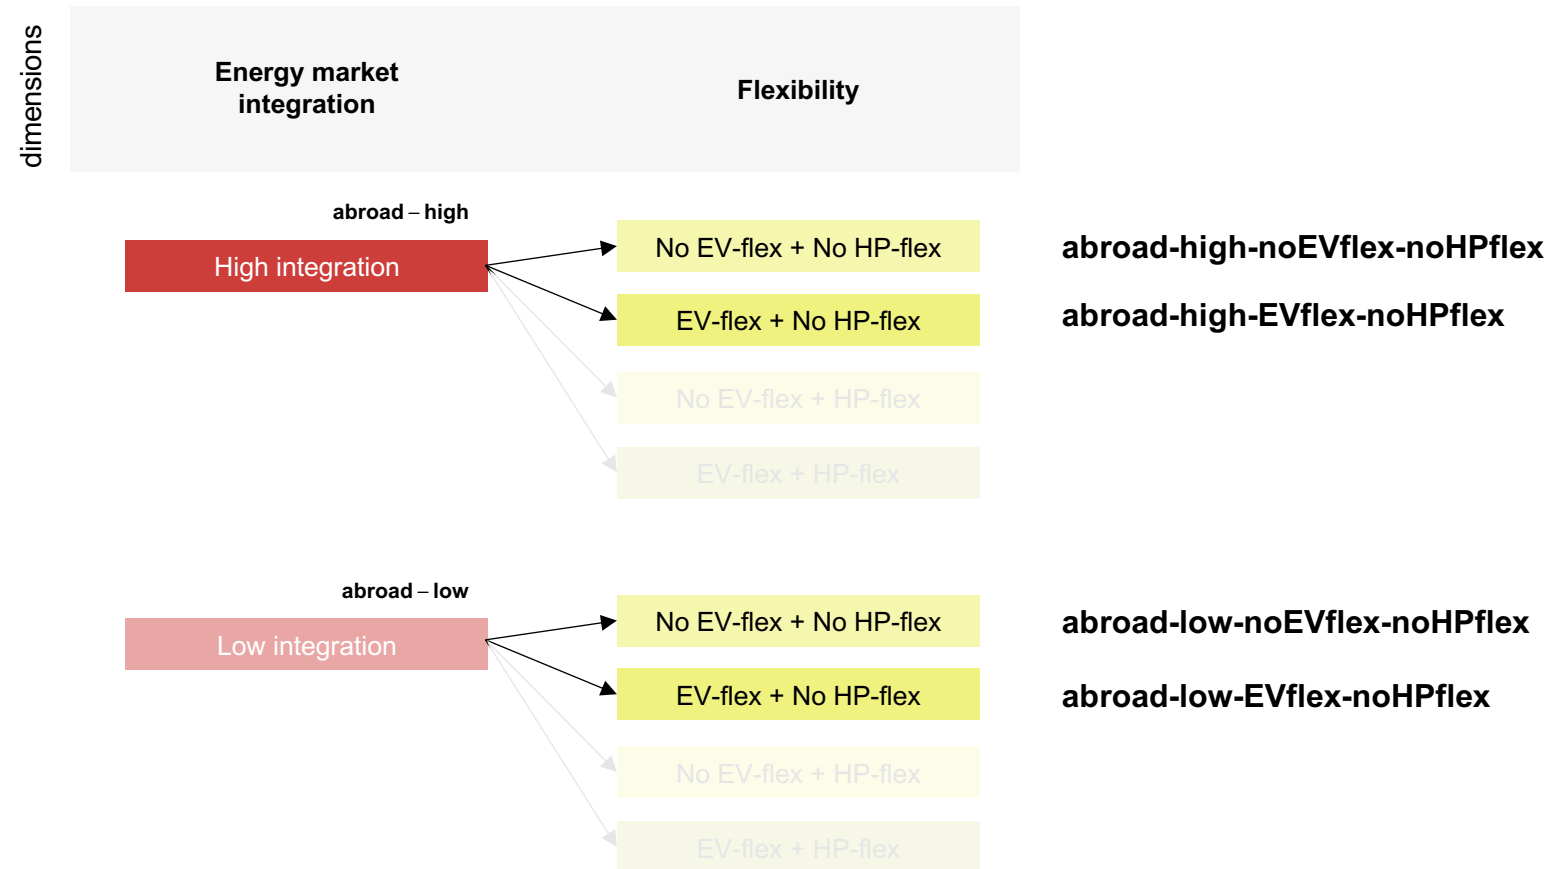 dimensions
Energy market
integration
Flexibility
abroad – high
High integration
No EV-flex + No HP-flex
abroad-high-noEVflex-noHPflex
EV-flex + No HP-flex
abroad-high-EVflex-noHPflex
No EV-flex + HP-flex
EV-flex + HP-flex
abroad – low
Low integration
No EV-flex + No HP-flex
abroad-low-noEVflex-noHPflex
EV-flex + No HP-flex
abroad-low-EVflex-noHPflex
No EV-flex + HP-flex
EV-flex + HP-flex